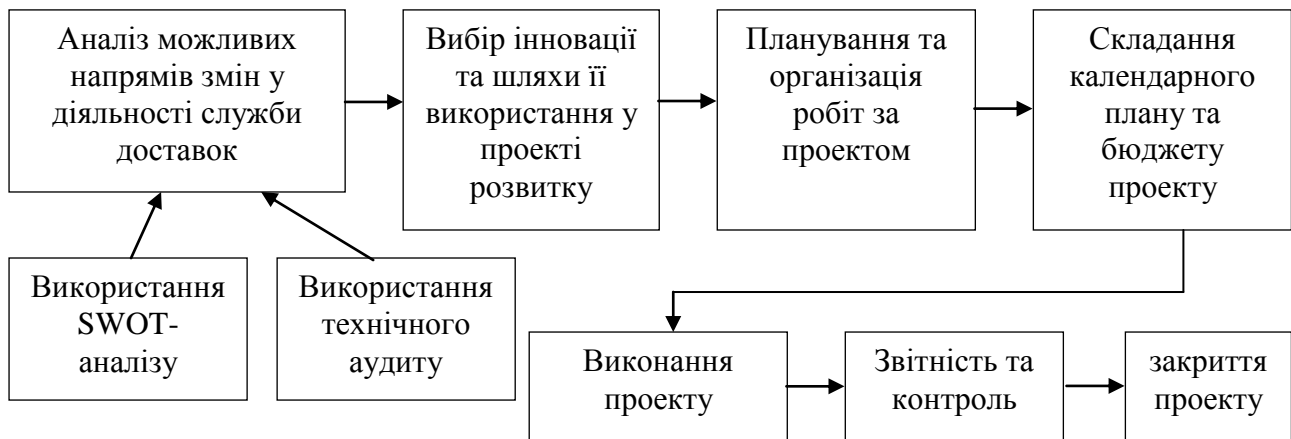 Аналіз можливих
напрямів змін у
діяльності служби
доставок
Вибір інновації
та шляхи її
використання у
проекті
розвитку
Планування та
організація
робіт за
проектом
Складання
календарного
плану та
бюджету
проекту
Використання
SWOT-
аналізу
Використання
технічного
аудиту
Виконання
проекту
Звітність та
контроль
закриття
проекту